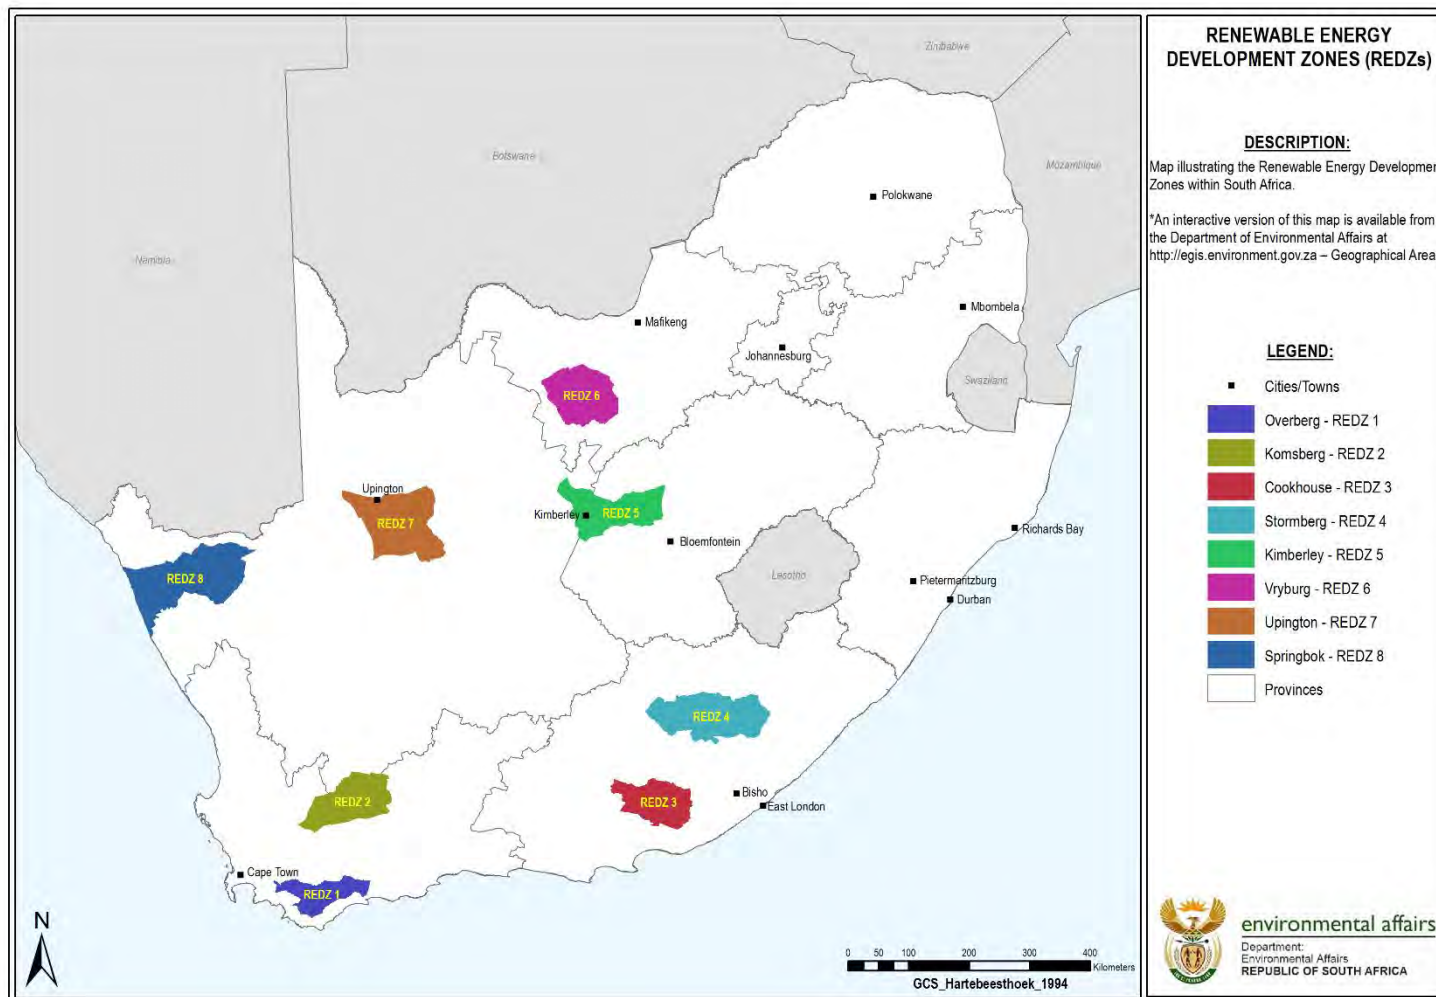 RENEWABLE ENERGY
DEVELOPMENT ZONES (REDZs)
DESCRIPTION:
Map illustrating the Renewable Energy Developmen
Zones within South Africa.
*An interactive version of this map is available from
the Department of Environmental Affairs at
http://egis.environment.gov.za – Geographical Area
LEGEND:
Cities/Towns
Overberg - REDZ 1
Komsberg - REDZ 2
Cookhouse - REDZ 3
Stormberg - REDZ 4
Kimberley - REDZ 5
Vryburg - REDZ 6
Upington - REDZ 7
Springbok - REDZ 8
Provinces
Zimbabwe
Botswana
Mozambique
Namibia
Polokwane
Mbombela
Mafikeng
Johannesburg
Swaziland
REDZ 6
Upington
REDZ 7
Kimberley
REDZ 5
Bloemfontein
Richards Bay
Lesotho
REDZ 8
Pietermaritzburg
Durban
REDZ 4
REDZ 2
REDZ 3
Bisho
East London
Cape Town
REDZ 1
N
0 50 100 200 300 400
Kilometers
GCS_Hartebeesthoek_1994
environmental affairs
Department:
Environmental Affairs
REPUBLIC OF SOUTH AFRICA